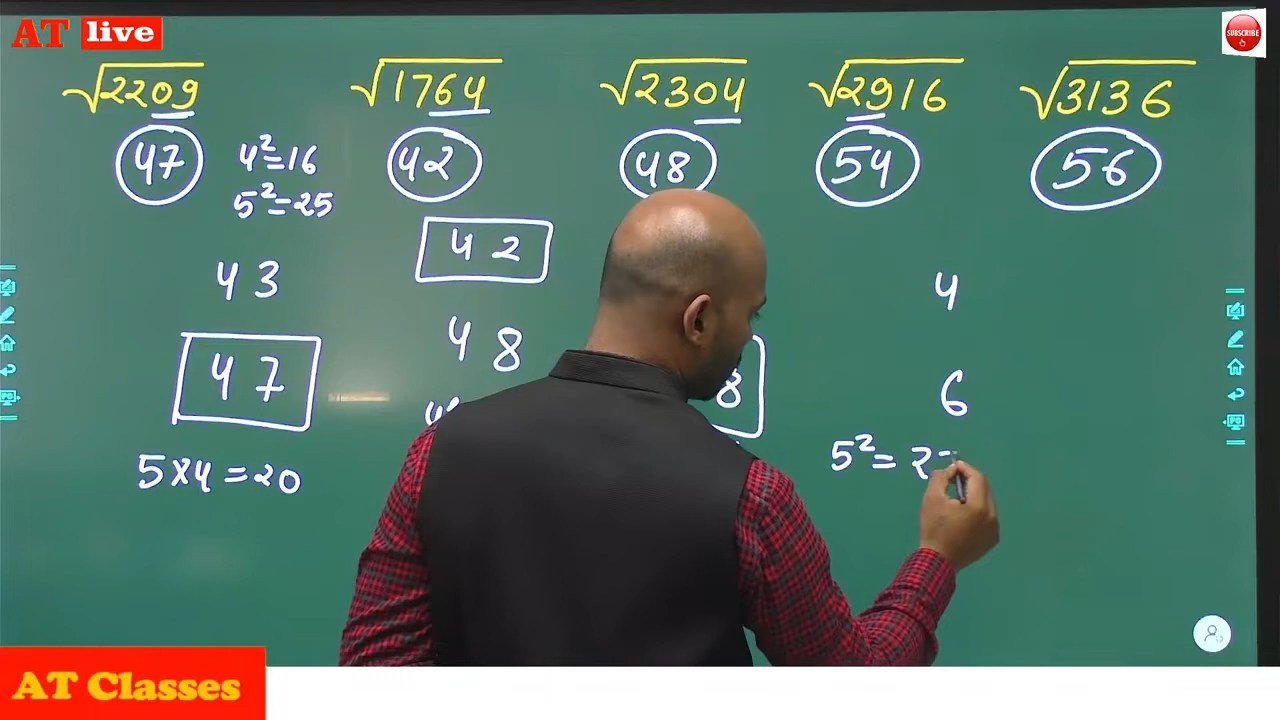 AT live
SUBSCRIBE
√2209 √1764 √2304 √2916 √3136
47 42 48 54 56
4²=16
5²=25
42
43
4
48
47
8
6
5²= 2
5×4=20
AT Classes